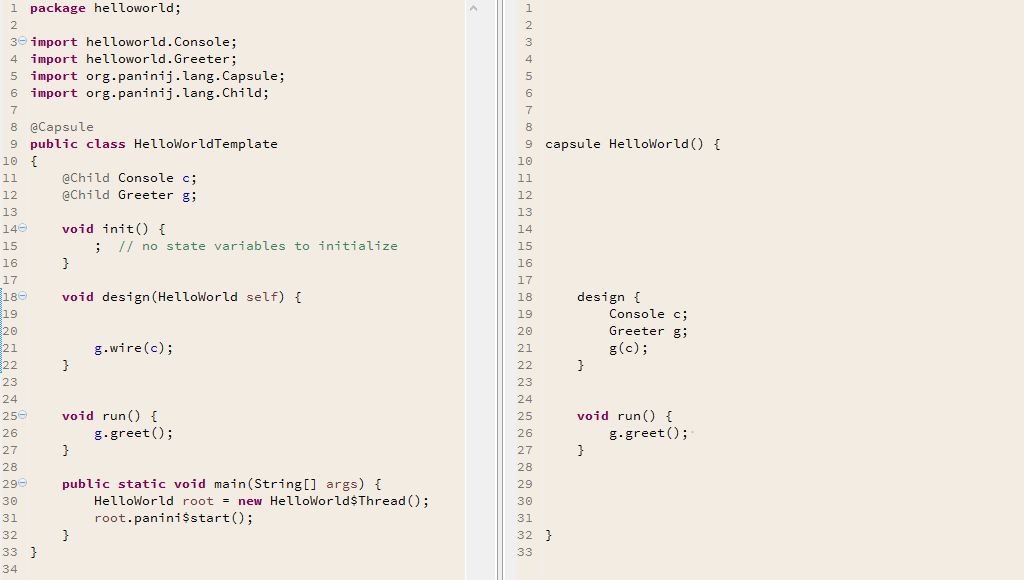 1 package helloworld;
2
3 import helloworld.Console;
4 import helloworld.Greeter;
5 import org.paninij.lang.Capsule;
6 import org.paninij.lang.Child;
7
8 @Capsule
9 public class HelloWorldTemplate
10 {
11     @Child Console c;
12     @Child Greeter g;
13
14     void init() {
15         ;  // no state variables to initialize
16     }
17
18     void design(HelloWorld self) {
19
20
21         g.wire(c);
22     }
23
24
25     void run() {
26         g.greet();
27     }
28
29     public static void main(String[] args) {
30         HelloWorld root = new HelloWorld$Thread();
31         root.panini$start();
32     }
33 }
34
1
2
3
4
5
6
7
8
9 capsule HelloWorld() {
10
11
12
13
14
15
16
17
18     design {
19         Console c;
20         Greeter g;
21         g(c);
22     }
23
24
25     void run() {
26         g.greet();
27     }
28
29
30
31
32 }
33